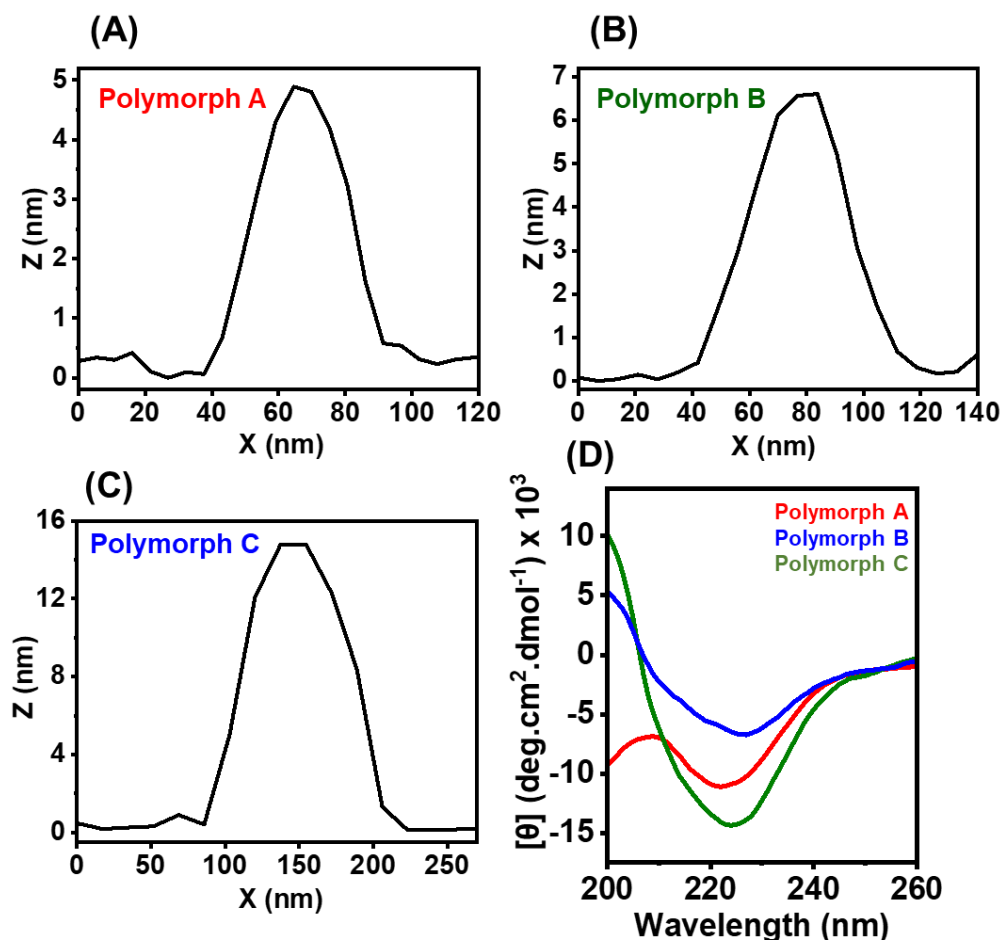 (A)
Polymorph A
5
4
3
2
1
0
Z (nm)
0 20 40 60 80 100 120
X (nm)
(B)
Polymorph B
7
6
5
4
3
2
1
0
Z (nm)
0 20 40 60 80 100 120 140
X (nm)
(C)
Polymorph C
16
12
8
4
0
Z (nm)
0 50 100 150 200 250
X (nm)
(D)
Polymorph A
Polymorph B
Polymorph C
10
5
0
-5
-10
-15
[θ] (deg.cm².dmol⁻¹) x 10³
200 220 240 260
Wavelength (nm)